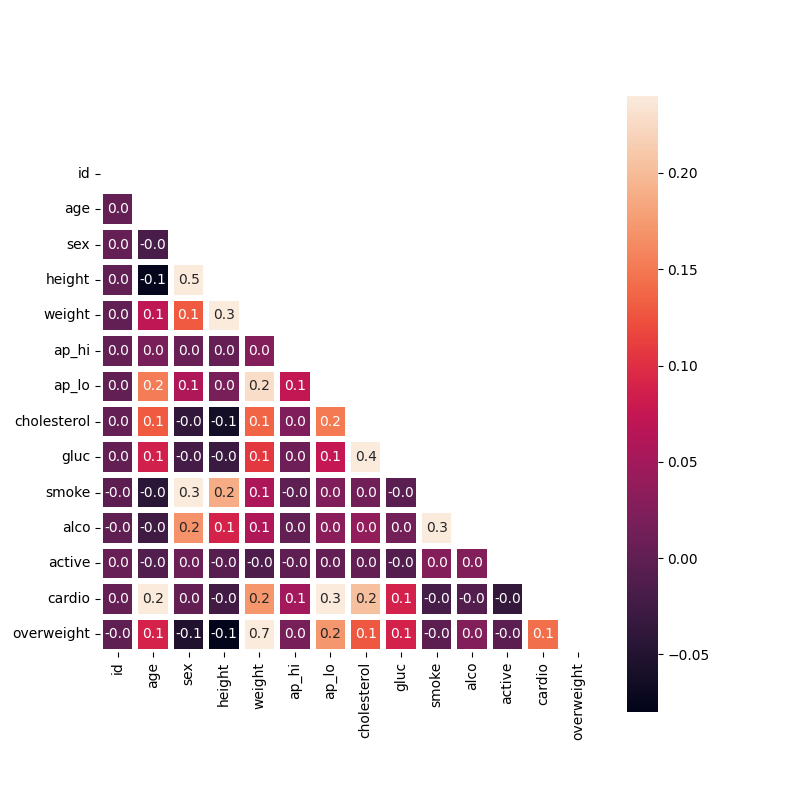 id
age 0.0
sex 0.0 -0.0
height 0.0 -0.1 0.5
weight 0.0 0.1 0.1 0.3
ap_hi 0.0 0.0 0.0 0.0 0.0
ap_lo 0.0 0.2 0.1 0.0 0.2 0.1
cholesterol 0.0 0.1 -0.0 -0.1 0.1 0.0 0.2
gluc 0.0 0.1 -0.0 -0.0 0.1 0.0 0.1 0.4
smoke -0.0 -0.0 0.3 0.2 0.1 -0.0 0.0 0.0 -0.0
alco -0.0 -0.0 0.2 0.1 0.1 0.0 0.0 0.0 0.0 0.3
active 0.0 -0.0 0.0 -0.0 -0.0 -0.0 0.0 0.0 -0.0 0.0 0.0
cardio 0.0 0.2 0.0 -0.0 0.2 0.1 0.3 0.2 0.1 -0.0 -0.0 -0.0
overweight -0.0 0.1 -0.1 -0.1 0.7 0.0 0.2 0.1 0.1 -0.0 0.0 -0.0 0.1
id age sex height weight ap_hi ap_lo cholesterol gluc smoke alco active cardio overweight
0.20
0.15
0.10
0.05
0.00
−0.05